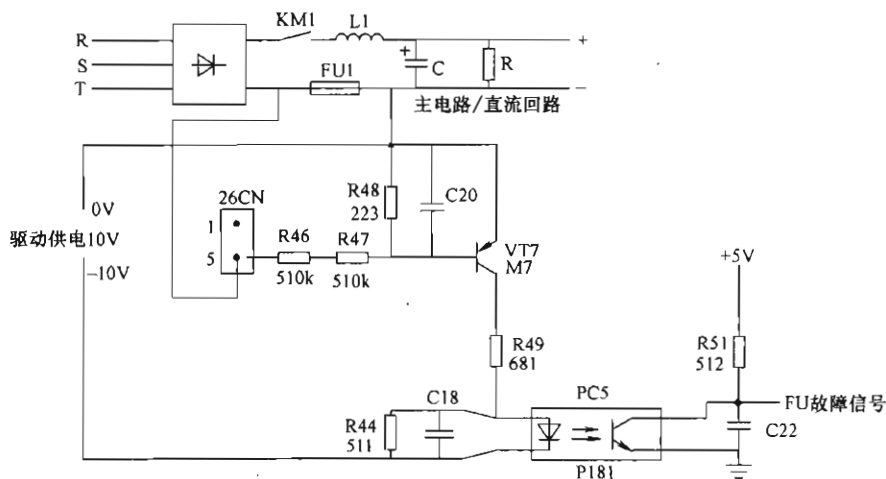 KM1
L1
R
S
T
+
C
R
+
FU1
−
主电路/直流回路
26CN
1
5
0V
驱动供电10V
−10V
R46
510k
R47
510k
R48
223
C20
VT7
M7
+5V
R49
681
R51
512
R44
511
C18
PC5
P181
FU故障信号
C22